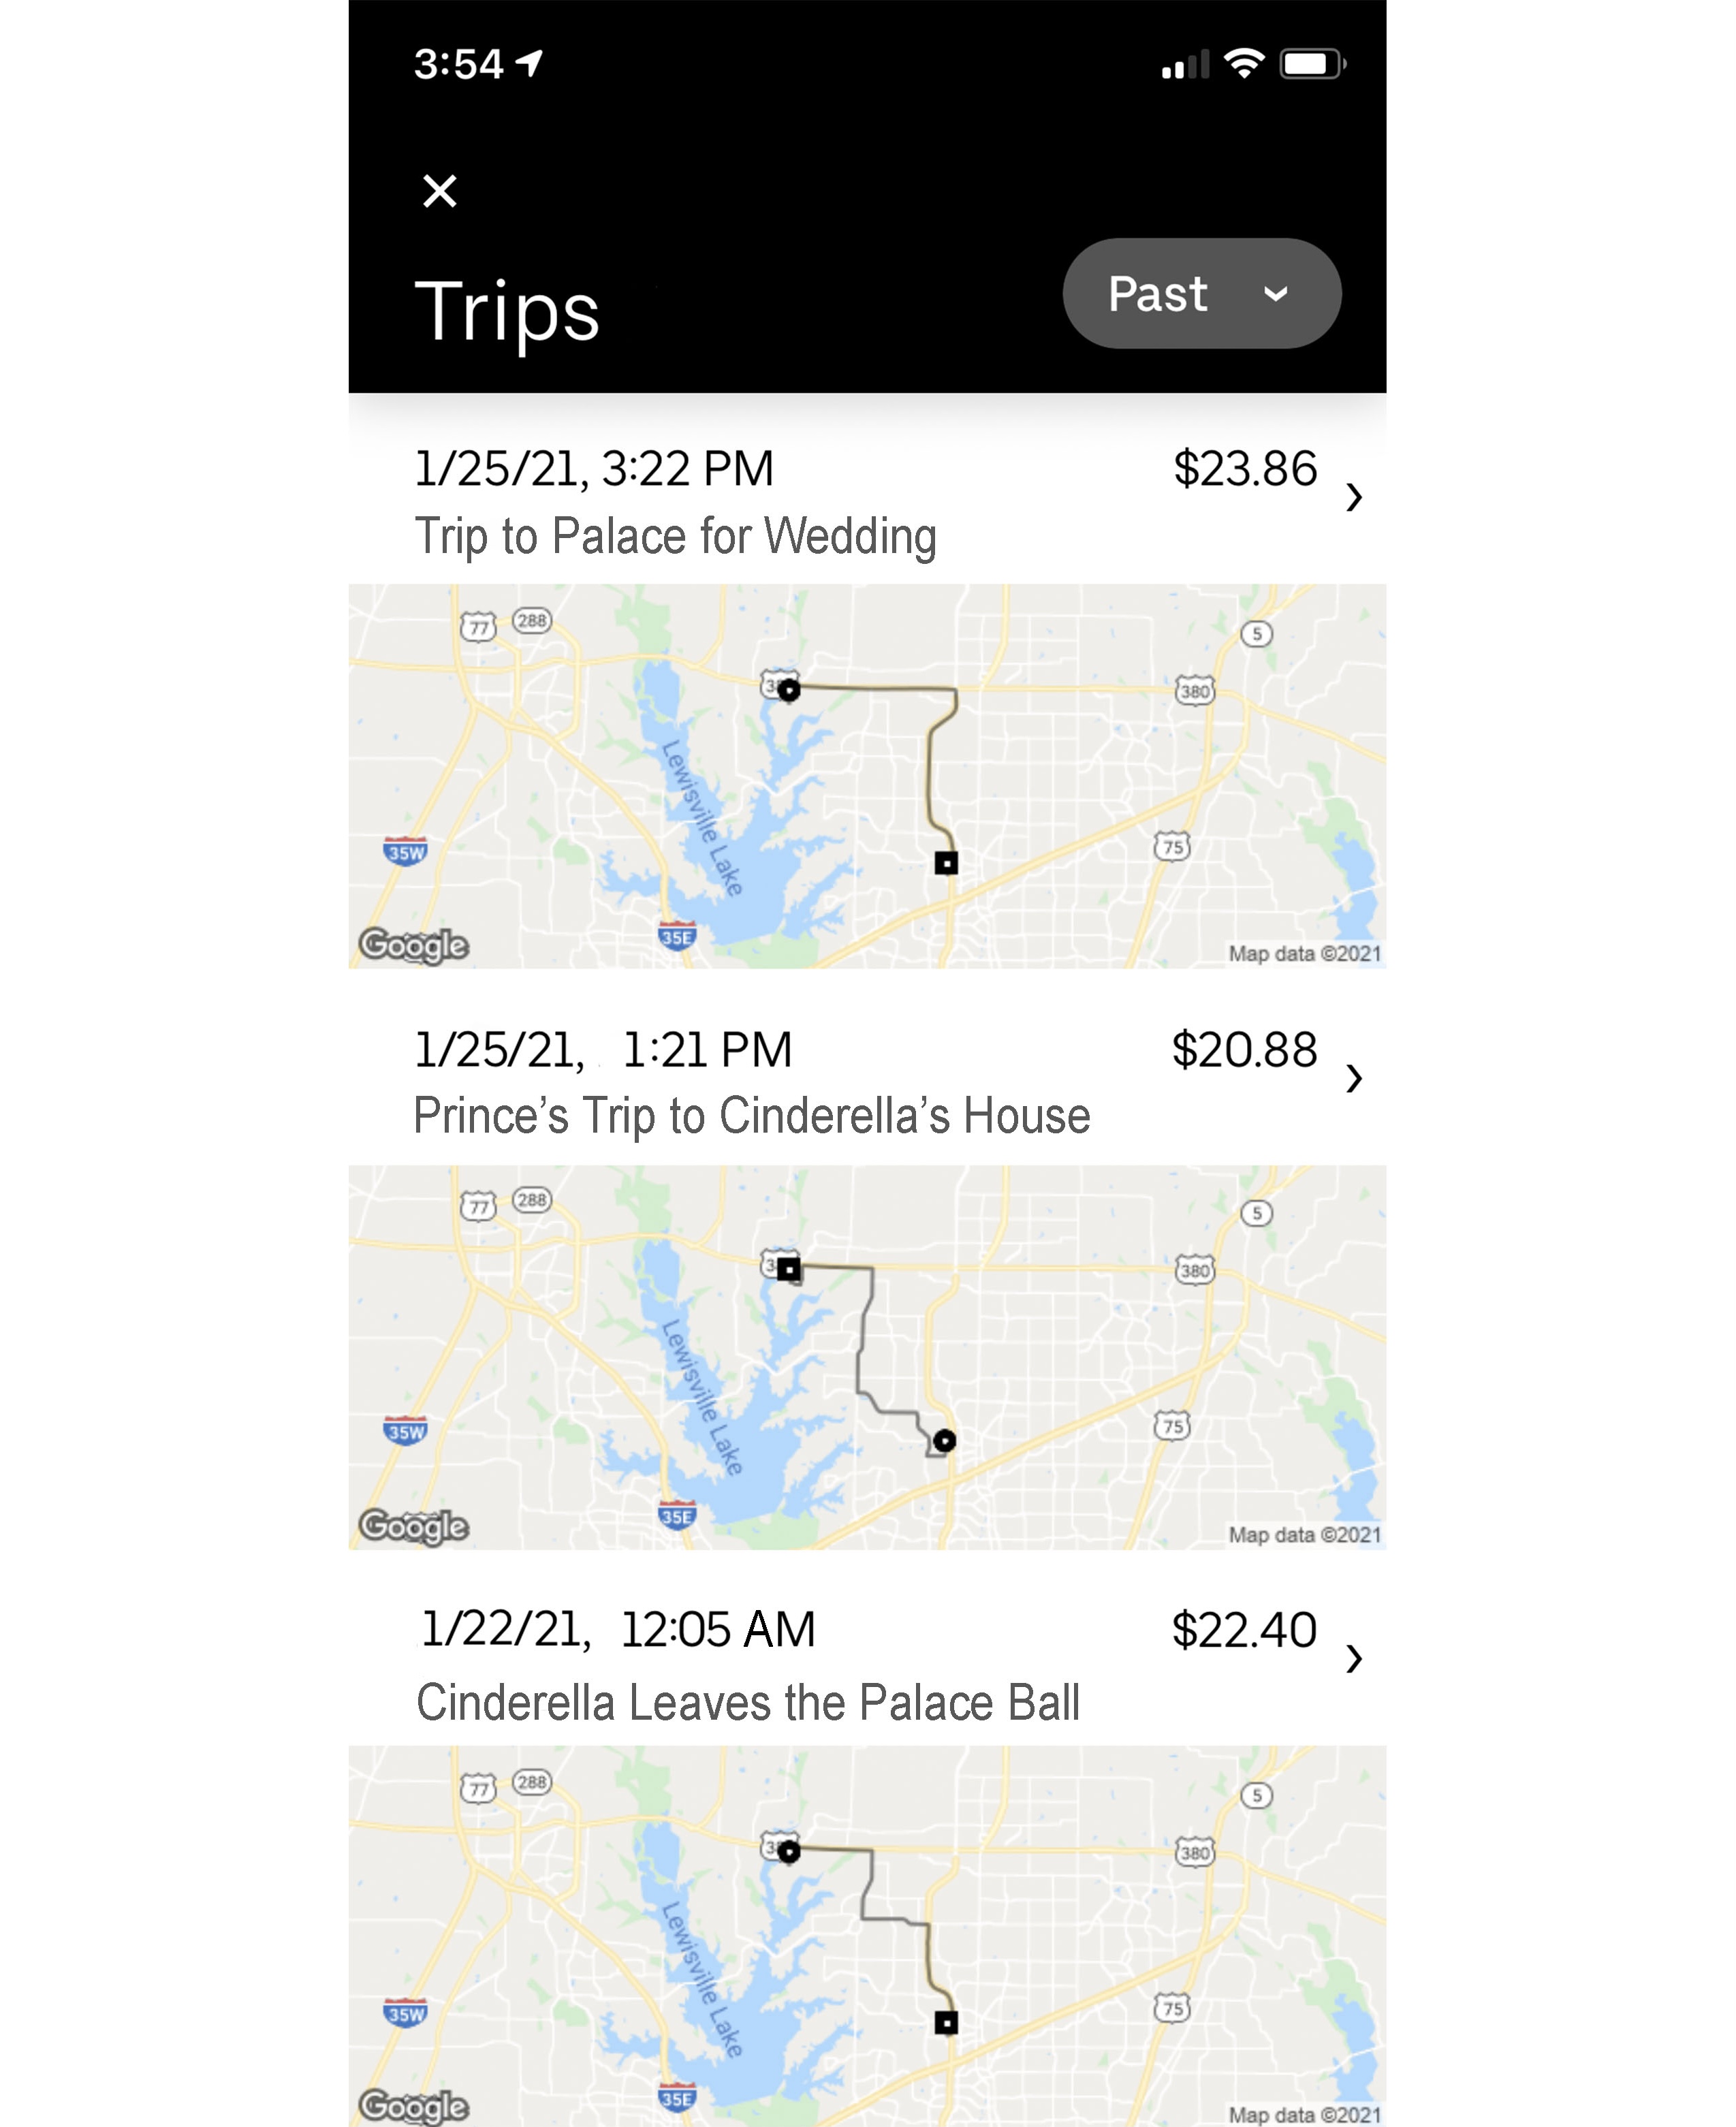 3:54
Trips
Past
1/25/21, 3:22 PM
$23.86
Trip to Palace for Wedding
77
288
5
380
Lewisville Lake
35W
75
35E
Google
Map data ©2021
1/25/21, 1:21 PM
$20.88
Prince’s Trip to Cinderella’s House
77
288
5
380
Lewisville Lake
35W
75
35E
Google
Map data ©2021
1/22/21, 12:05 AM
$22.40
Cinderella Leaves the Palace Ball
77
288
5
380
Lewisville Lake
35W
75
35E
Google
Map data ©2021